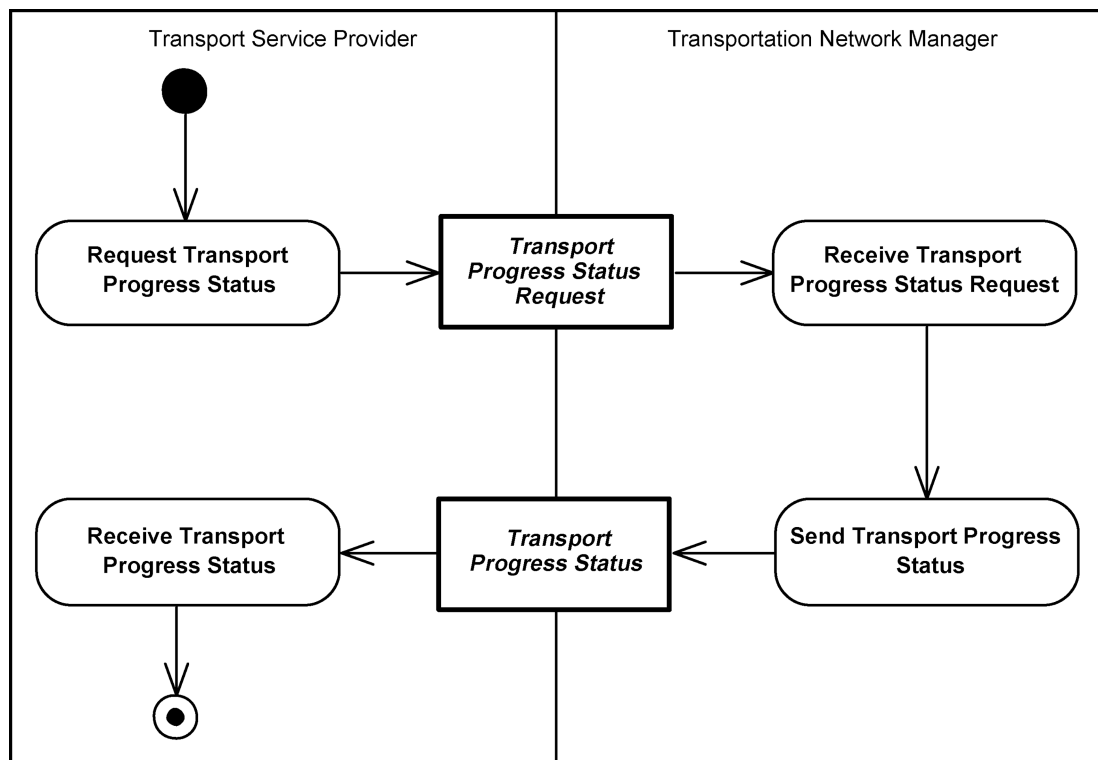 Transport Service Provider
Transportation Network Manager
Request Transport
Progress Status
Transport
Progress Status
Request
Receive Transport
Progress Status Request
Receive Transport
Progress Status
Transport
Progress Status
Send Transport Progress
Status